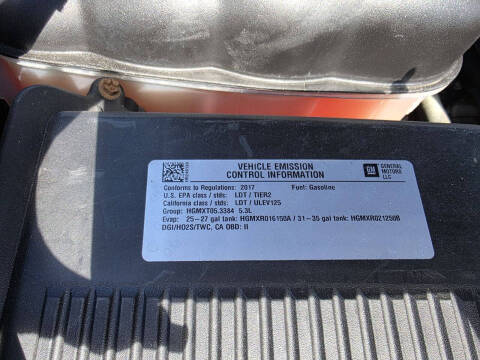 VEHICLE EMISSION
CONTROL INFORMATION
GM
GENERAL
MOTORS
LLC
Conforms to Regulations: 2017 Fuel: Gasoline
U.S. EPA class / stds: LDT / TIER2
California class / stds: LDT / ULEV125
Group: HGMXT05.3384 5.3L
Evap: 25-27 gal tank: HGMXR016150A / 31-35 gal tank: HGMXR0212500B
DGI/HO2S/TWC, CA OBD: II